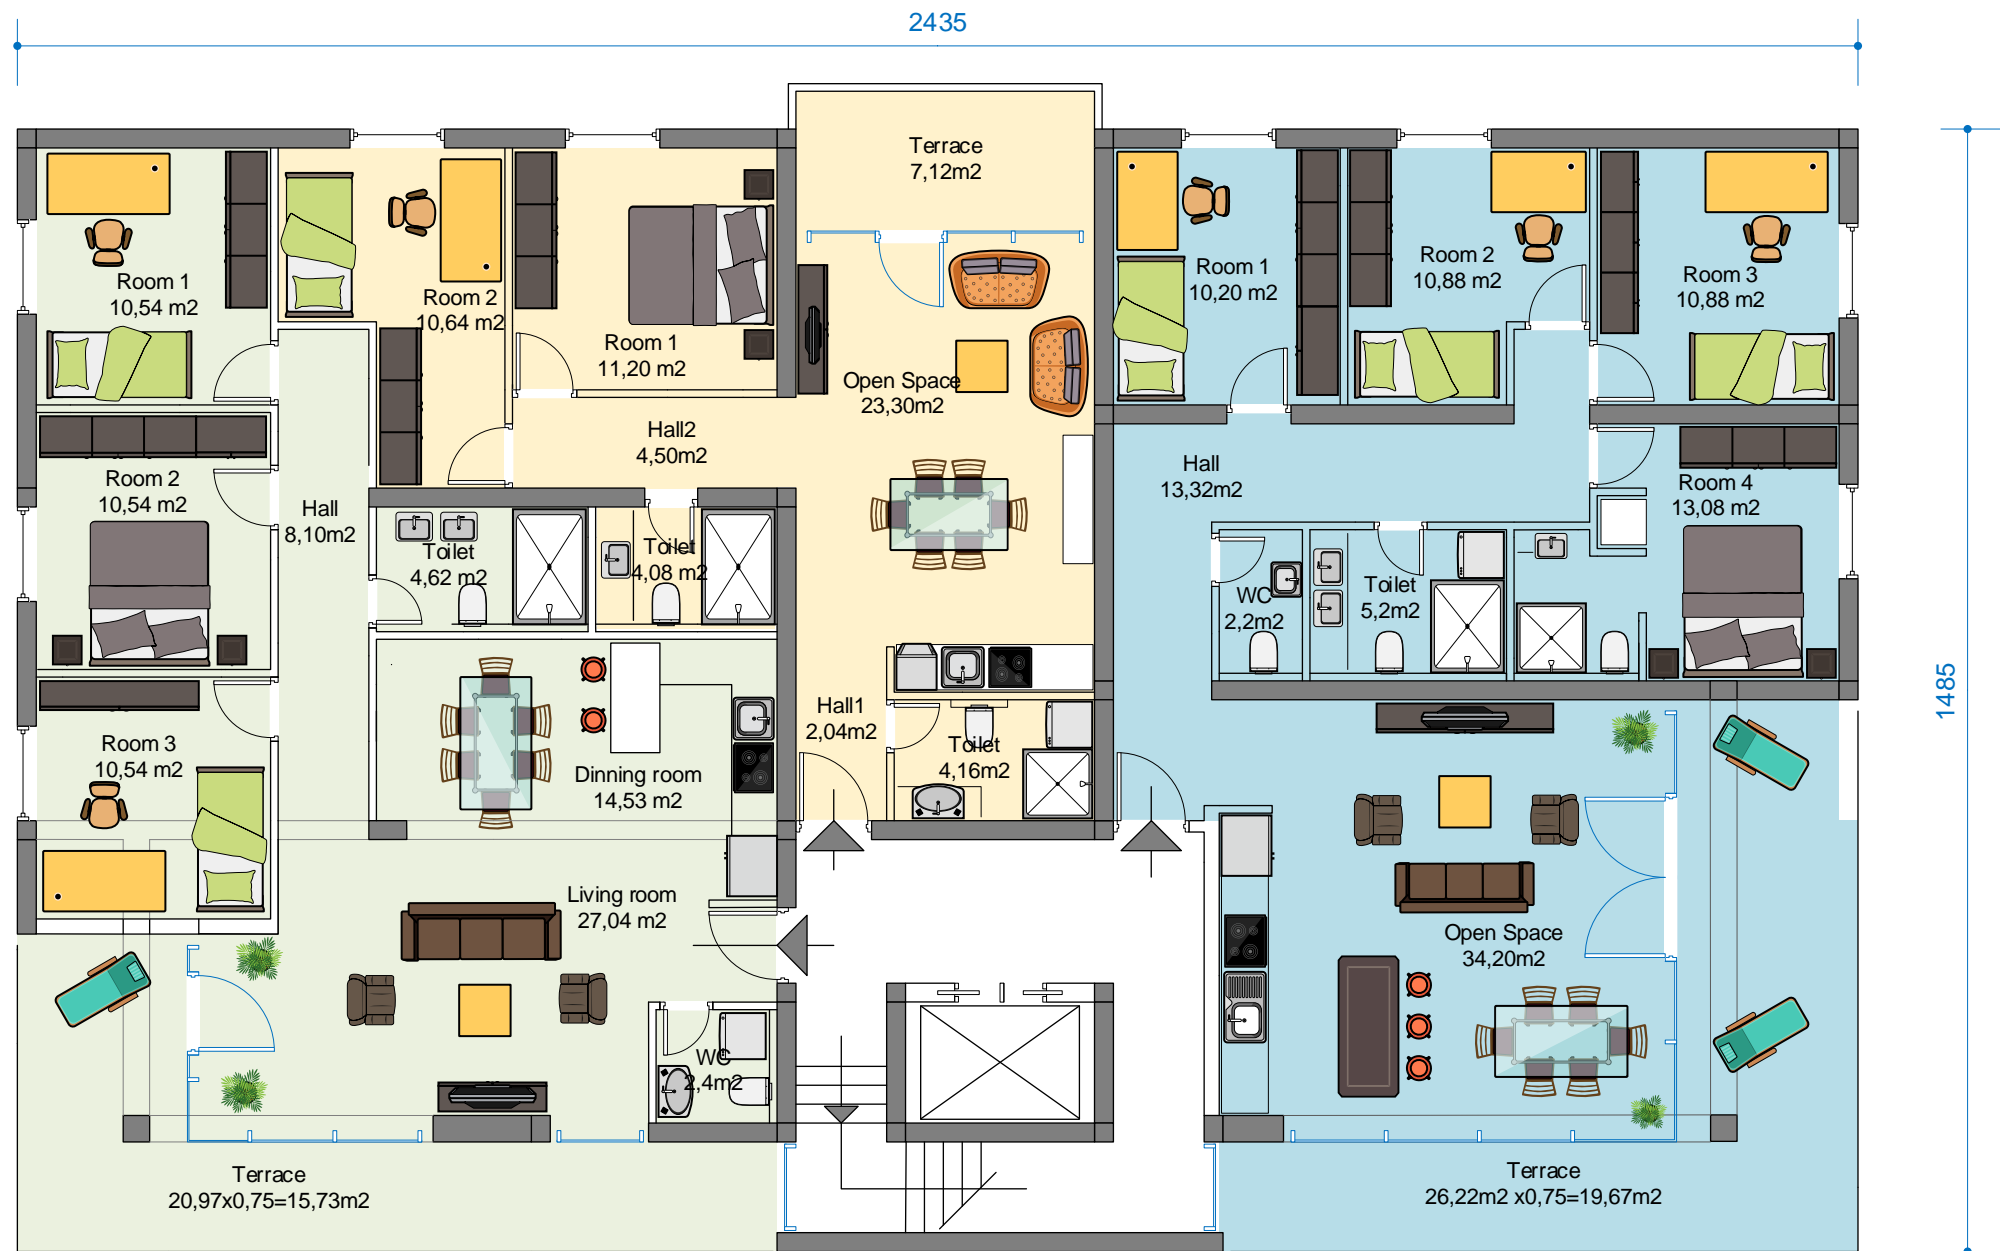 2435
Terrace
7,12m2
Room 1
10,54 m2
Room 2
10,64 m2
Room 1
11,20 m2
Open Space
23,30m2
Room 1
10,20 m2
Room 2
10,88 m2
Room 3
10,88 m2
Hall2
4,50m2
Room 2
10,54 m2
Hall
8,10m2
Hall
13,32m2
Room 4
13,08 m2
Toilet
4,62 m2
Toilet
4,08 m2
WC
2,2m2
Toilet
5,2m2
1485
Hall1
2,04m2
Toilet
4,16m2
Room 3
10,54 m2
Dinning room
14,53 m2
Living room
27,04 m2
Open Space
34,20m2
WC
2,4m2
Terrace
20,97x0,75=15,73m2
Terrace
26,22m2 x0,75=19,67m2